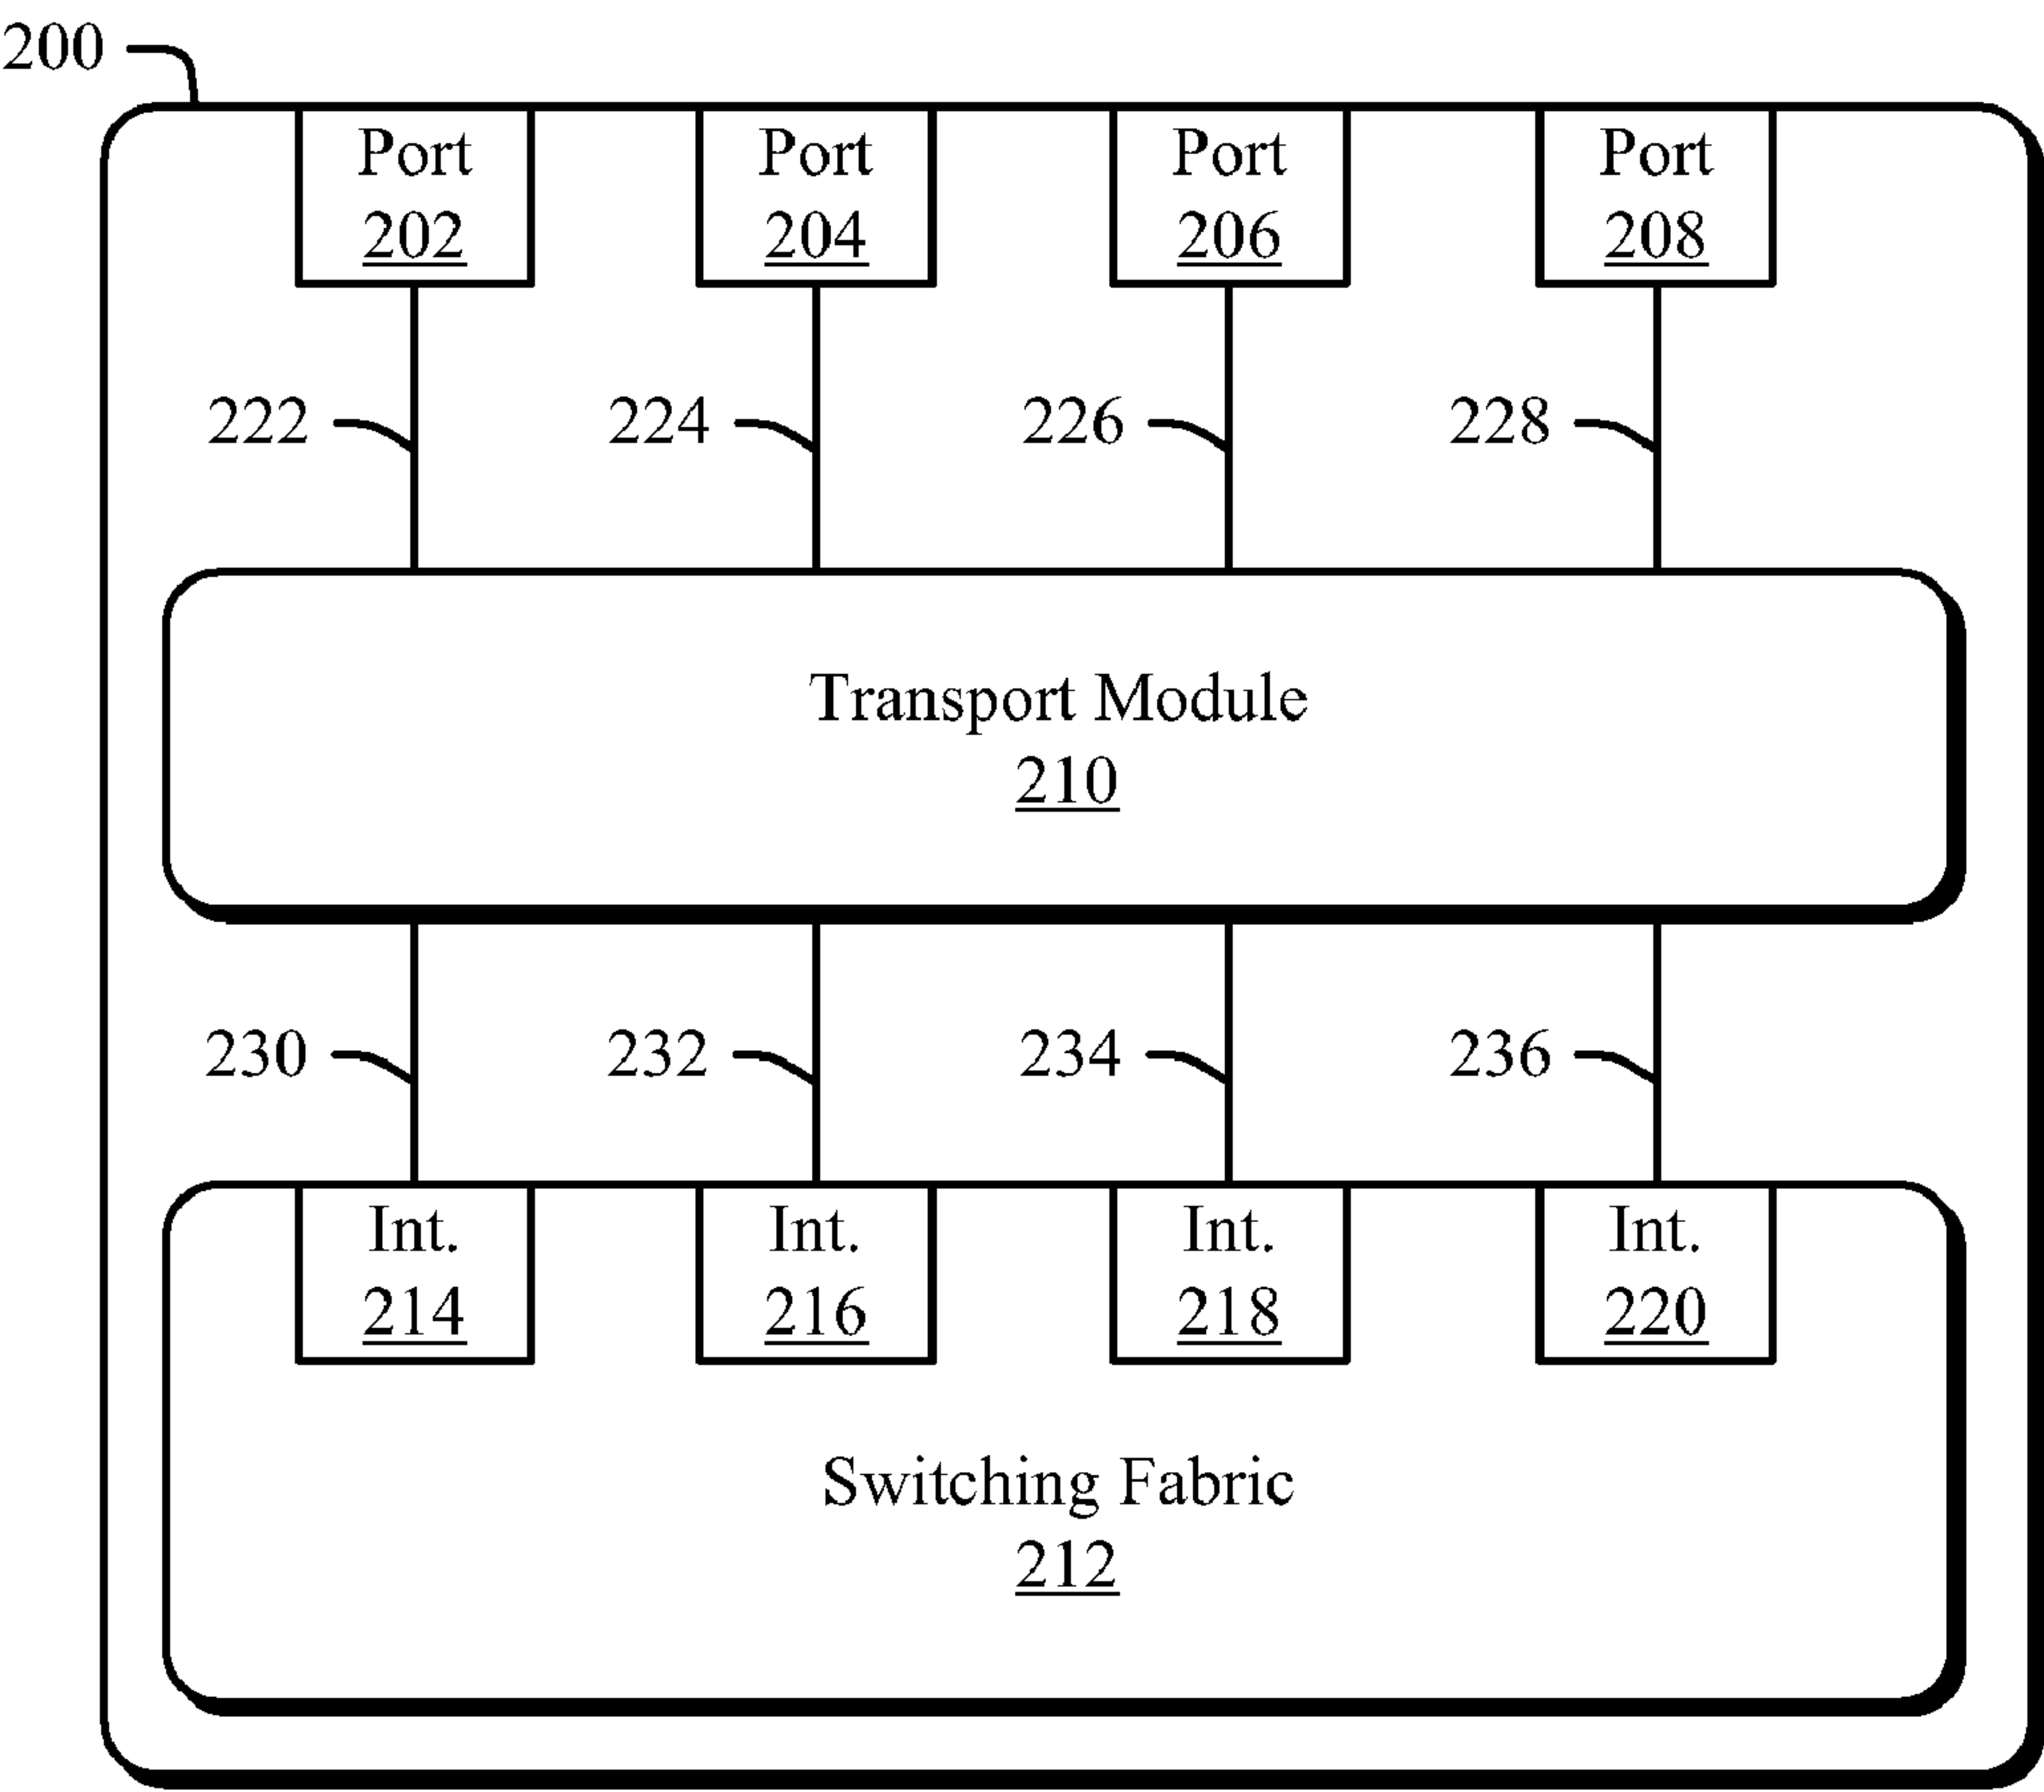 200
Port
202
Port
204
Port
206
Port
208
222
224
226
228
Transport Module
210
230
232
234
236
Int.
214
Int.
216
Int.
218
Int.
220
Switching Fabric
212